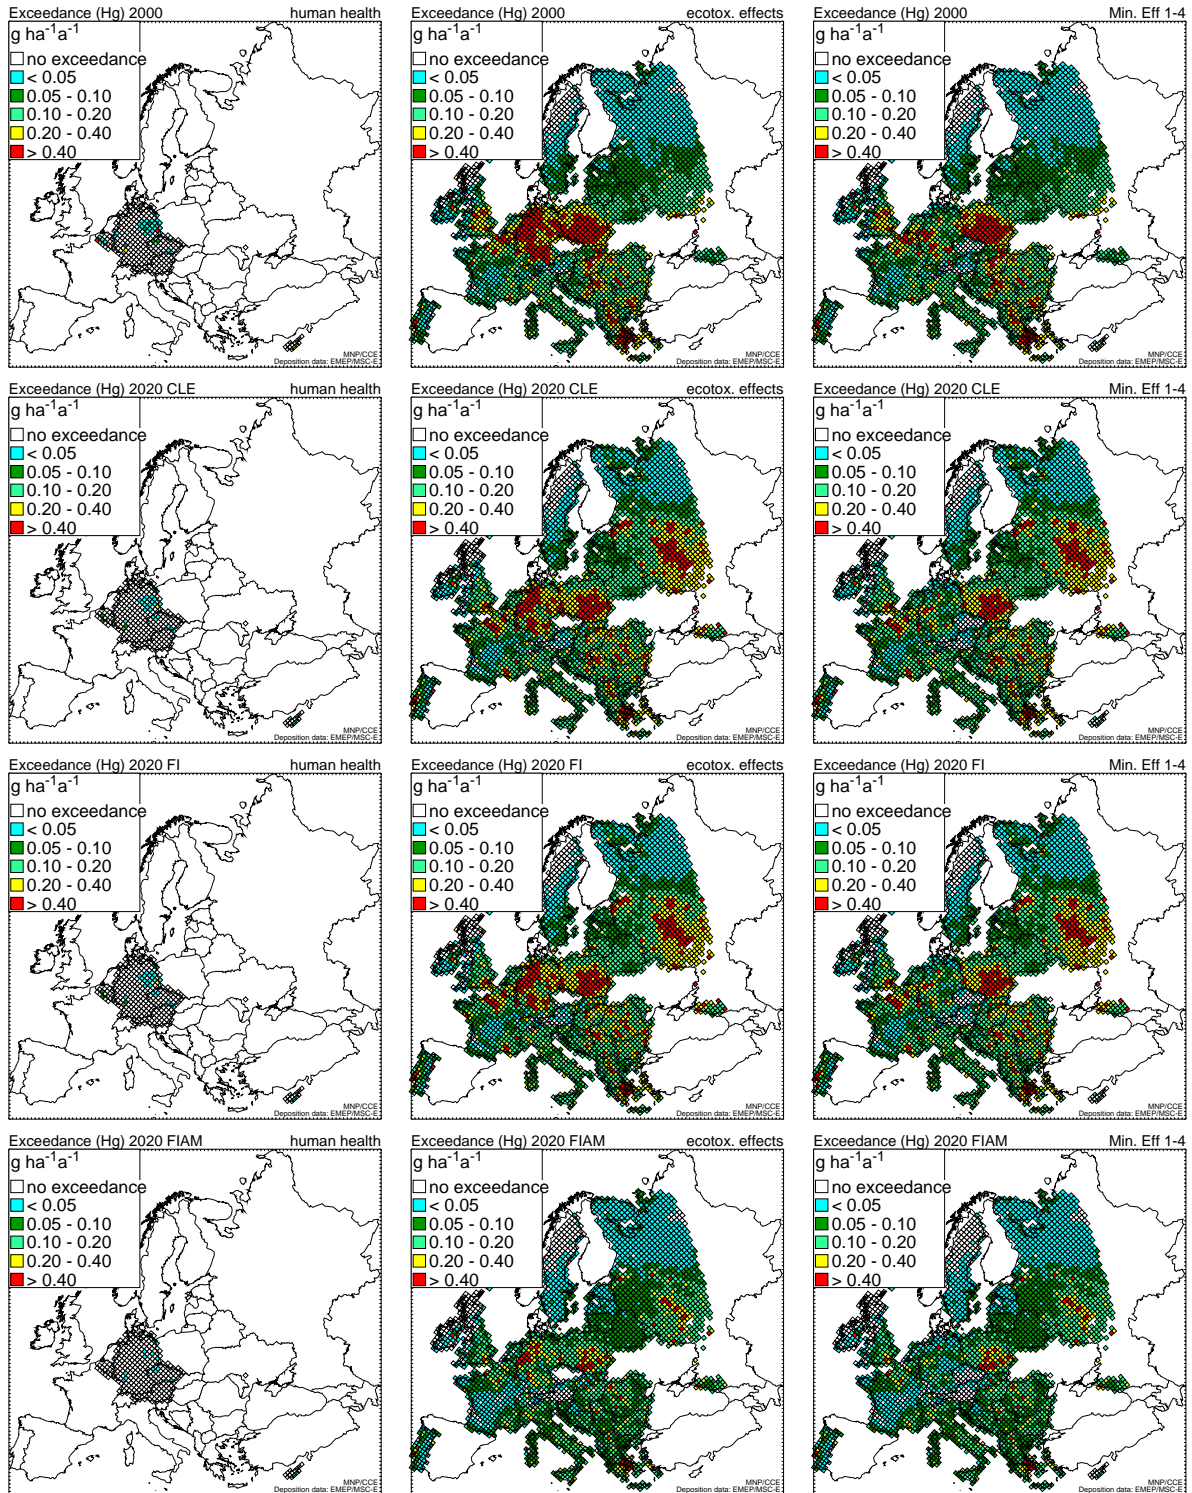 Exceedance (Hg) 2000 human health
g ha⁻¹a⁻¹
no exceedance
< 0.05
0.05 - 0.10
0.10 - 0.20
0.20 - 0.40
> 0.40
MNP/CCE
Deposition data: EMEP/MSC-E
Exceedance (Hg) 2000 ecotox. effects
g ha⁻¹a⁻¹
no exceedance
< 0.05
0.05 - 0.10
0.10 - 0.20
0.20 - 0.40
> 0.40
MNP/CCE
Deposition data: EMEP/MSC-E
Exceedance (Hg) 2000 Min. Eff 1-4
g ha⁻¹a⁻¹
no exceedance
< 0.05
0.05 - 0.10
0.10 - 0.20
0.20 - 0.40
> 0.40
MNP/CCE
Deposition data: EMEP/MSC-E
Exceedance (Hg) 2020 CLE human health
g ha⁻¹a⁻¹
no exceedance
< 0.05
0.05 - 0.10
0.10 - 0.20
0.20 - 0.40
> 0.40
MNP/CCE
Deposition data: EMEP/MSC-E
Exceedance (Hg) 2020 CLE ecotox. effects
g ha⁻¹a⁻¹
no exceedance
< 0.05
0.05 - 0.10
0.10 - 0.20
0.20 - 0.40
> 0.40
MNP/CCE
Deposition data: EMEP/MSC-E
Exceedance (Hg) 2020 CLE Min. Eff 1-4
g ha⁻¹a⁻¹
no exceedance
< 0.05
0.05 - 0.10
0.10 - 0.20
0.20 - 0.40
> 0.40
MNP/CCE
Deposition data: EMEP/MSC-E
Exceedance (Hg) 2020 FI human health
g ha⁻¹a⁻¹
no exceedance
< 0.05
0.05 - 0.10
0.10 - 0.20
0.20 - 0.40
> 0.40
MNP/CCE
Deposition data: EMEP/MSC-E
Exceedance (Hg) 2020 FI ecotox. effects
g ha⁻¹a⁻¹
no exceedance
< 0.05
0.05 - 0.10
0.10 - 0.20
0.20 - 0.40
> 0.40
MNP/CCE
Deposition data: EMEP/MSC-E
Exceedance (Hg) 2020 FI Min. Eff 1-4
g ha⁻¹a⁻¹
no exceedance
< 0.05
0.05 - 0.10
0.10 - 0.20
0.20 - 0.40
> 0.40
MNP/CCE
Deposition data: EMEP/MSC-E
Exceedance (Hg) 2020 FIAM human health
g ha⁻¹a⁻¹
no exceedance
< 0.05
0.05 - 0.10
0.10 - 0.20
0.20 - 0.40
> 0.40
MNP/CCE
Deposition data: EMEP/MSC-E
Exceedance (Hg) 2020 FIAM ecotox. effects
g ha⁻¹a⁻¹
no exceedance
< 0.05
0.05 - 0.10
0.10 - 0.20
0.20 - 0.40
> 0.40
MNP/CCE
Deposition data: EMEP/MSC-E
Exceedance (Hg) 2020 FIAM Min. Eff 1-4
g ha⁻¹a⁻¹
no exceedance
< 0.05
0.05 - 0.10
0.10 - 0.20
0.20 - 0.40
> 0.40
MNP/CCE
Deposition data: EMEP/MSC-E